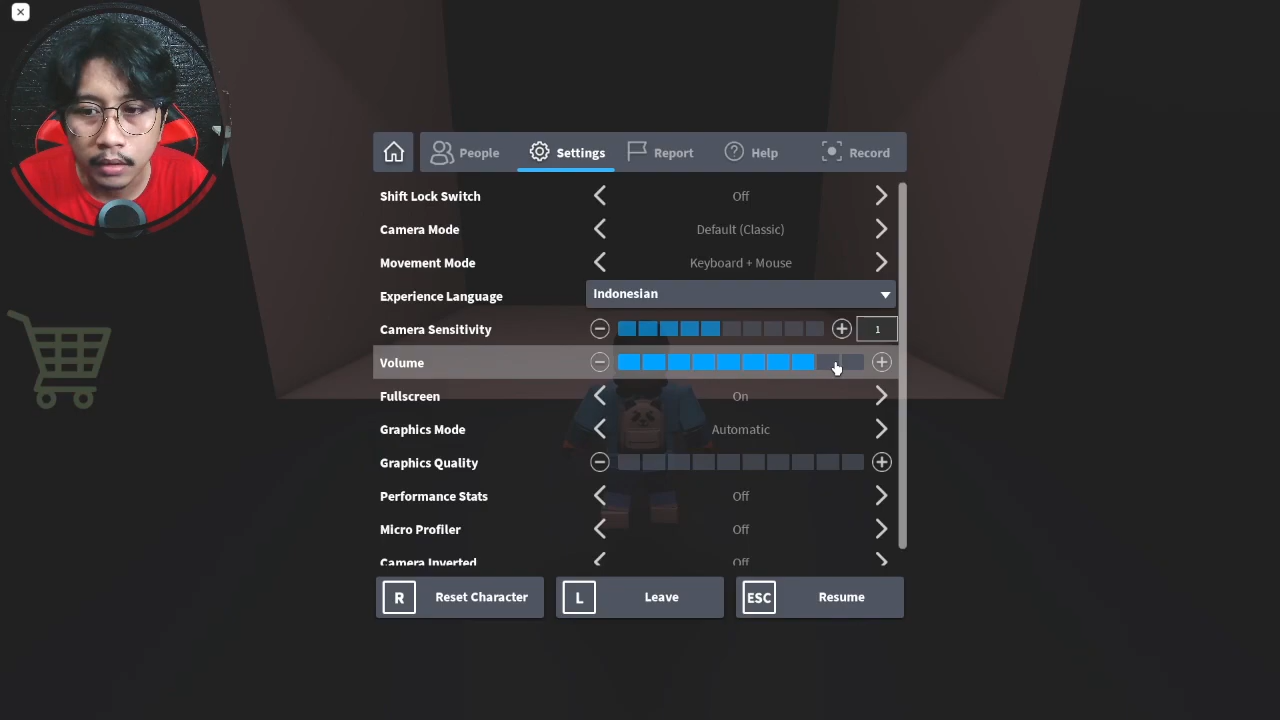 People Settings Report Help Record
Shift Lock Switch Off
Camera Mode Default (Classic)
Movement Mode Keyboard + Mouse
Experience Language Indonesian
Camera Sensitivity 1
Volume
Fullscreen On
Graphics Mode Automatic
Graphics Quality
Performance Stats Off
Micro Profiler Off
Camera Inverted Off
R Reset Character L Leave ESC Resume